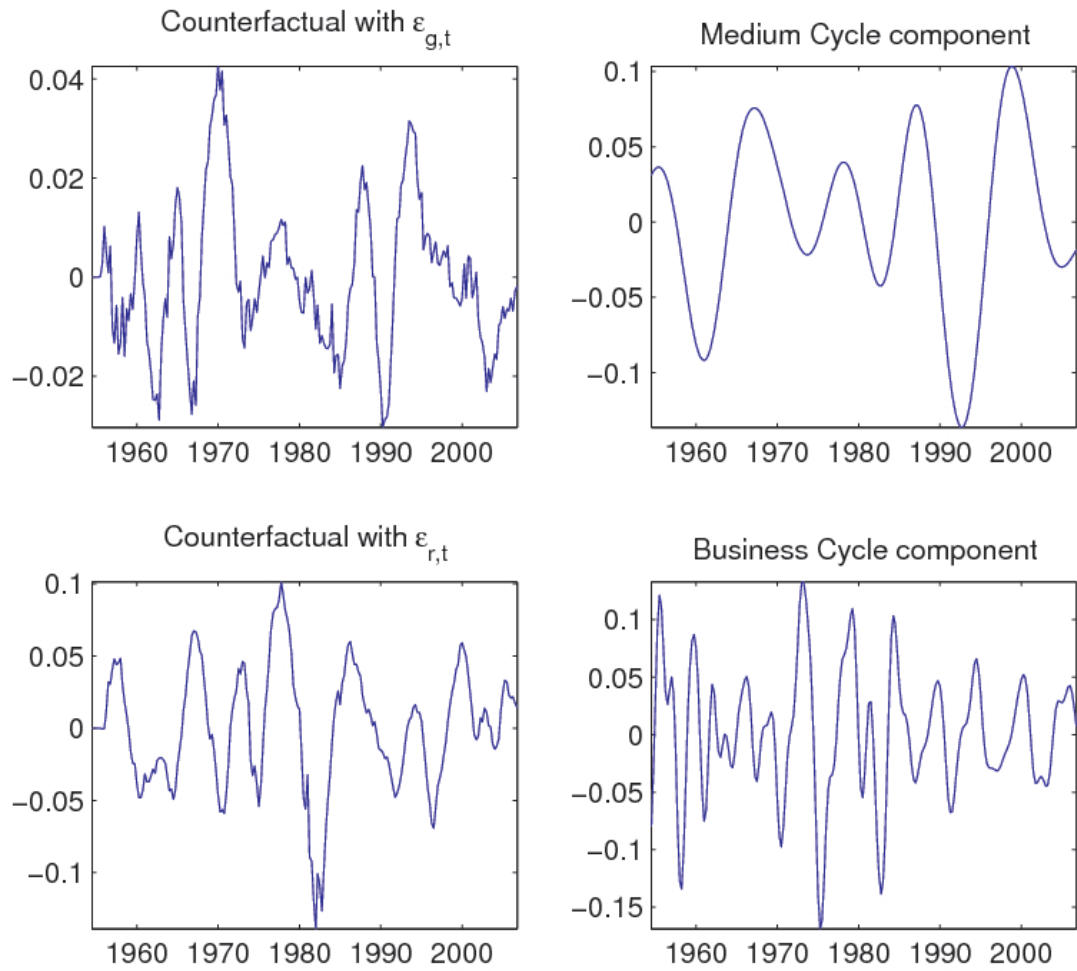 Counterfactual with ε_g,t
0.04
0.02
0
−0.02
1960 1970 1980 1990 2000
Medium Cycle component
0.1
0.05
0
−0.05
−0.1
1960 1970 1980 1990 2000
Counterfactual with ε_r,t
0.1
0.05
0
−0.05
−0.1
1960 1970 1980 1990 2000
Business Cycle component
0.1
0.05
0
−0.05
−0.1
−0.15
1960 1970 1980 1990 2000